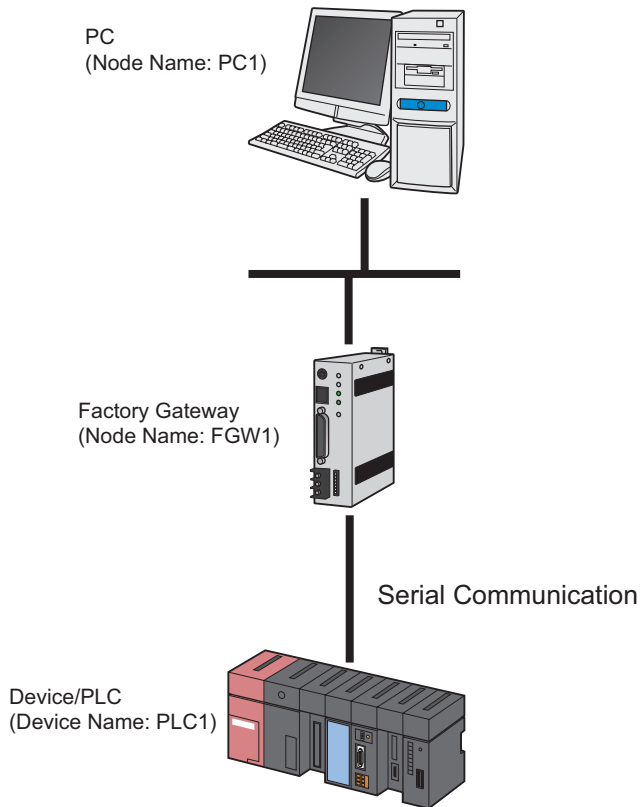 PC
(Node Name: PC1)
Factory Gateway
(Node Name: FGW1)
Serial Communication
Device/PLC
(Device Name: PLC1)